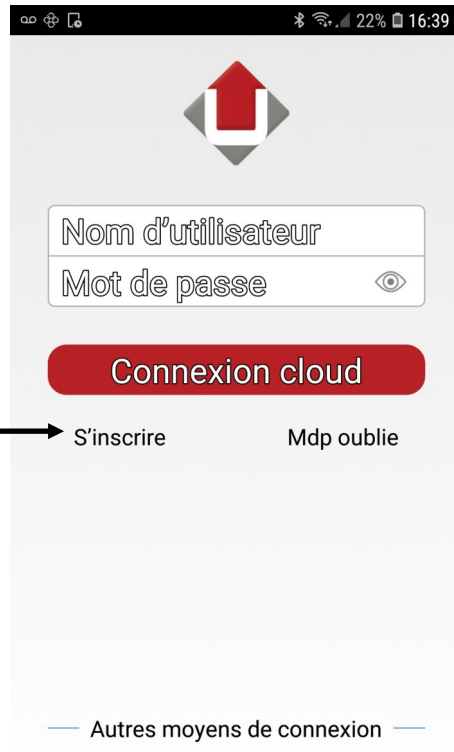 22% 16:39
Nom d'utilisateur
Mot de passe
Connexion cloud
S'inscrire Mdp oublie
Autres moyens de connexion